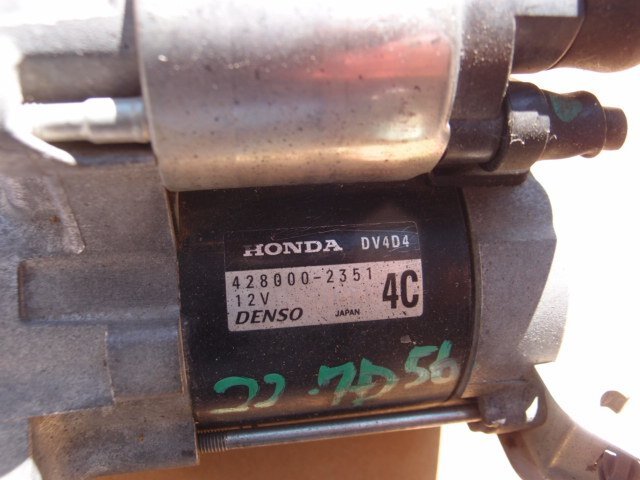 HONDA DV4D4
428000-2351
12V 4C
DENSO JAPAN